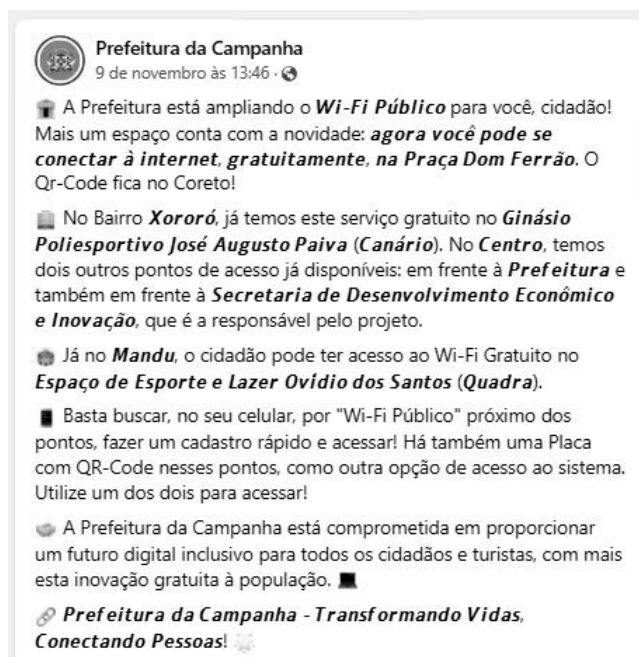 Prefeitura da Campanha
9 de novembro às 13:46 ·
A Prefeitura está ampliando o Wi-Fi Público para você, cidadão!
Mais um espaço conta com a novidade: agora você pode se
conectar à internet, gratuitamente, na Praça Dom Ferrão. O
Qr-Code fica no Coreto!
No Bairro Xororó, já temos este serviço gratuito no Ginásio
Poliesportivo José Augusto Paiva (Canário). No Centro, temos
dois outros pontos de acesso já disponíveis: em frente à Prefeitura e
também em frente à Secretaria de Desenvolvimento Econômico
e Inovação, que é a responsável pelo projeto.
Já no Mandu, o cidadão pode ter acesso ao Wi-Fi Gratuito no
Espaço de Esporte e Lazer Ovídio dos Santos (Quadra).
Basta buscar, no seu celular, por "Wi-Fi Público" próximo dos
pontos, fazer um cadastro rápido e acessar! Há também uma Placa
com QR-Code nesses pontos, como outra opção de acesso ao sistema.
Utilize um dos dois para acessar!
A Prefeitura da Campanha está comprometida em proporcionar
um futuro digital inclusivo para todos os cidadãos e turistas, com mais
esta inovação gratuita à população.
Prefeitura da Campanha - Transformando Vidas,
Conectando Pessoas!